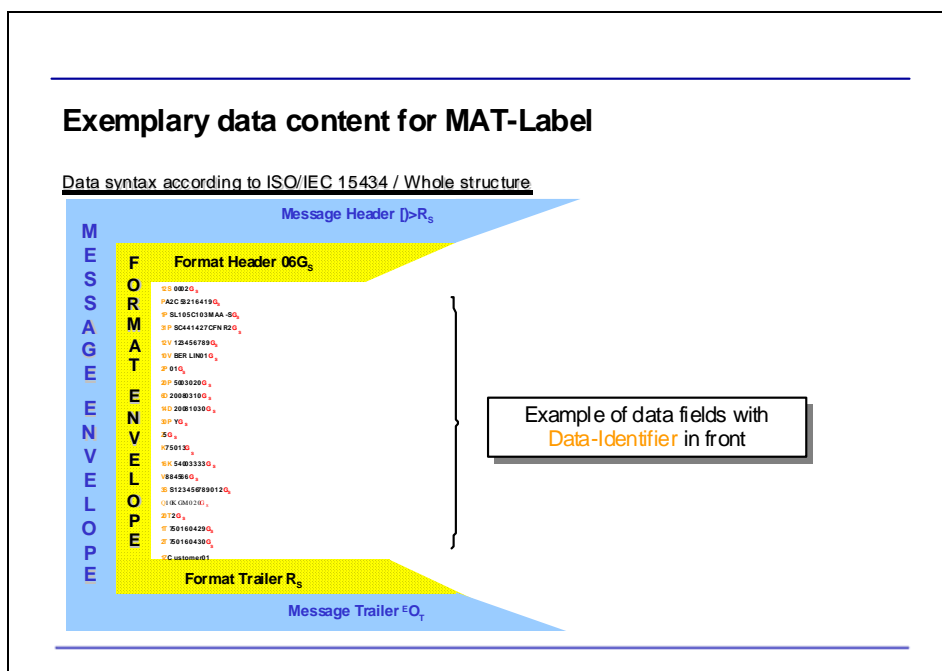 Exemplary data content for MAT-Label
Data syntax according to ISO/IEC 15434 / Whole structure
Message Header [)>RS
MESSAGE ENVELOPE
FORMAT ENVELOPE
Format Header 06GS
12S 0002GS
PA2C53216419GS
1P SL105C103MAA-SGS
31P SC441427CFNR2GS
12V 123456789GS
10V BERLIN01GS
2P 01GS
20P 5003020GS
6D 20080310GS
14D 20081030GS
30P YGS
Z5GS
K75013GS
16K 54003333GS
V884566GS
3S S123456789012GS
20T2GS
1T 750160429GS
2T 750160430GS
Customer01
Example of data fields with
Data-Identifier in front
Format Trailer RS
Message Trailer EOT